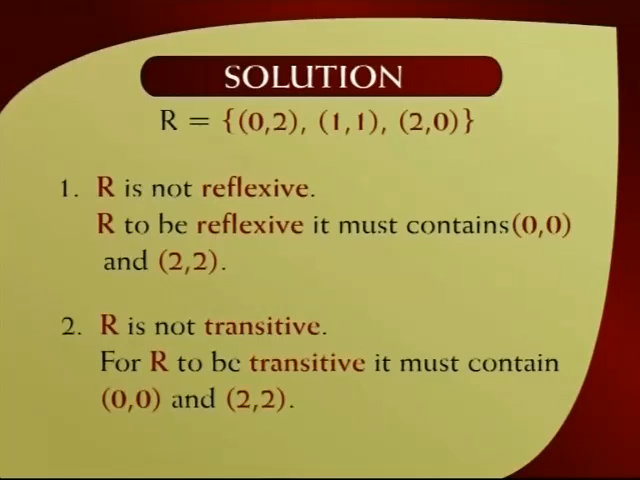 SOLUTION
R = {(0,2), (1,1), (2,0)}
1. R is not reflexive.
R to be reflexive it must contains(0,0)
and (2,2).
2. R is not transitive.
For R to be transitive it must contain
(0,0) and (2,2).